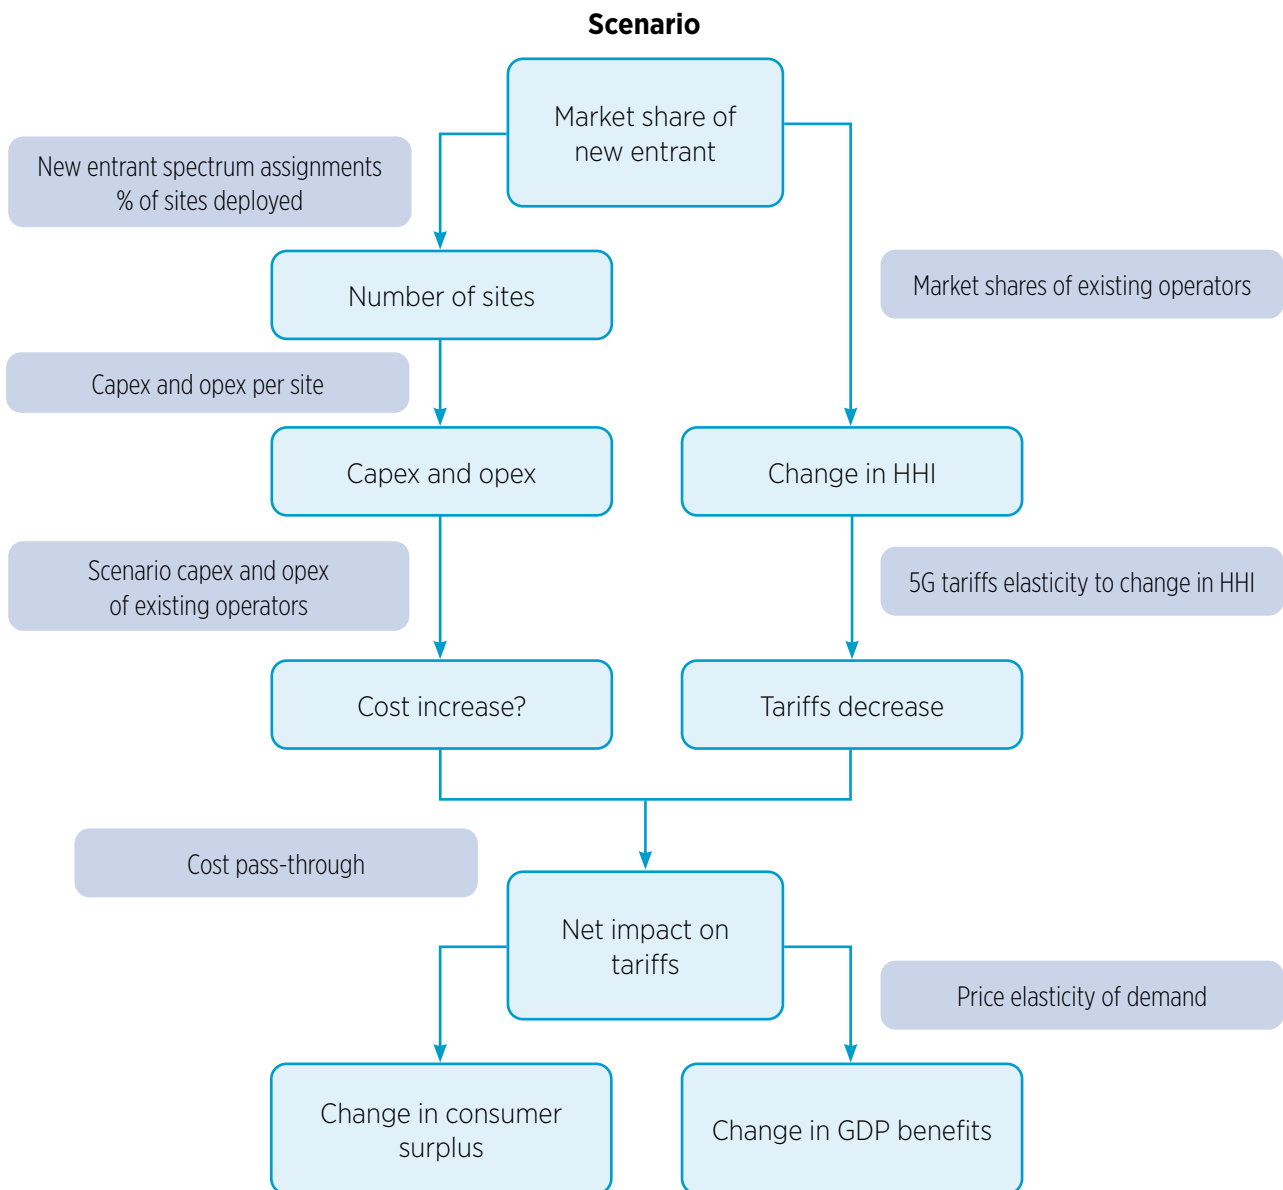 Scenario
Market share of
new entrant
New entrant spectrum assignments
% of sites deployed
Number of sites
Market shares of existing operators
Capex and opex per site
Capex and opex
Change in HHI
Scenario capex and opex
of existing operators
5G tariffs elasticity to change in HHI
Cost increase?
Tariffs decrease
Cost pass-through
Net impact on
tariffs
Price elasticity of demand
Change in consumer
surplus
Change in GDP benefits